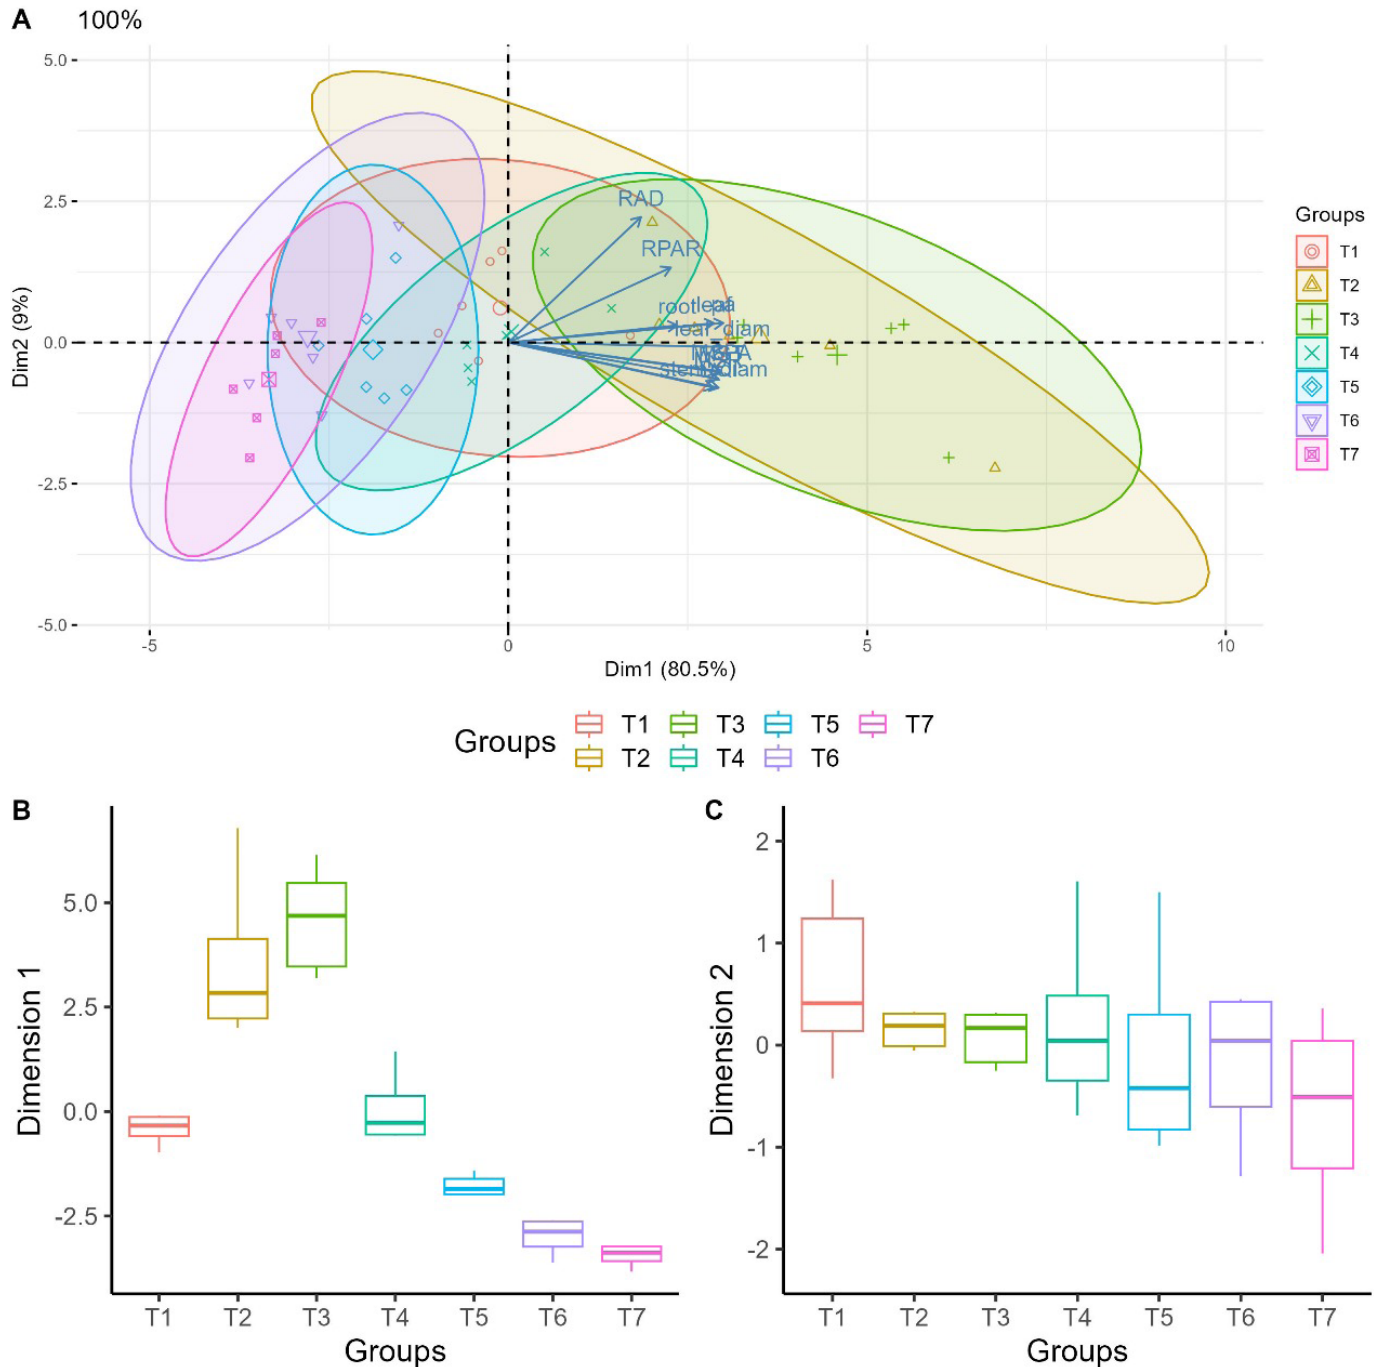 A
100%
5.0
2.5
0.0
-2.5
-5.0
Dim2 (9%)
RAD
RPAR
root
leaf
diam
-5
0
5
10
Dim1 (80.5%)
Groups
T1
T2
T3
T4
T5
T6
T7
Groups
T1
T3
T5
T7
T2
T4
T6
B
5.0
2.5
0.0
-2.5
Dimension 1
T1
T2
T3
T4
T5
T6
T7
Groups
C
2
1
0
-1
-2
Dimension 2
T1
T2
T3
T4
T5
T6
T7
Groups